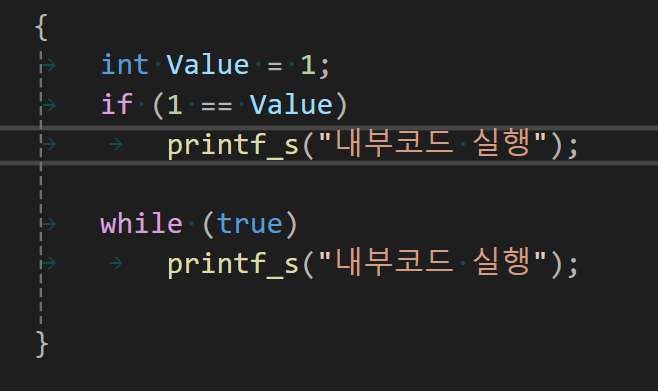 {
int Value = 1;
if (1 == Value)
printf_s("내부코드 실행");
while (true)
printf_s("내부코드 실행");
}